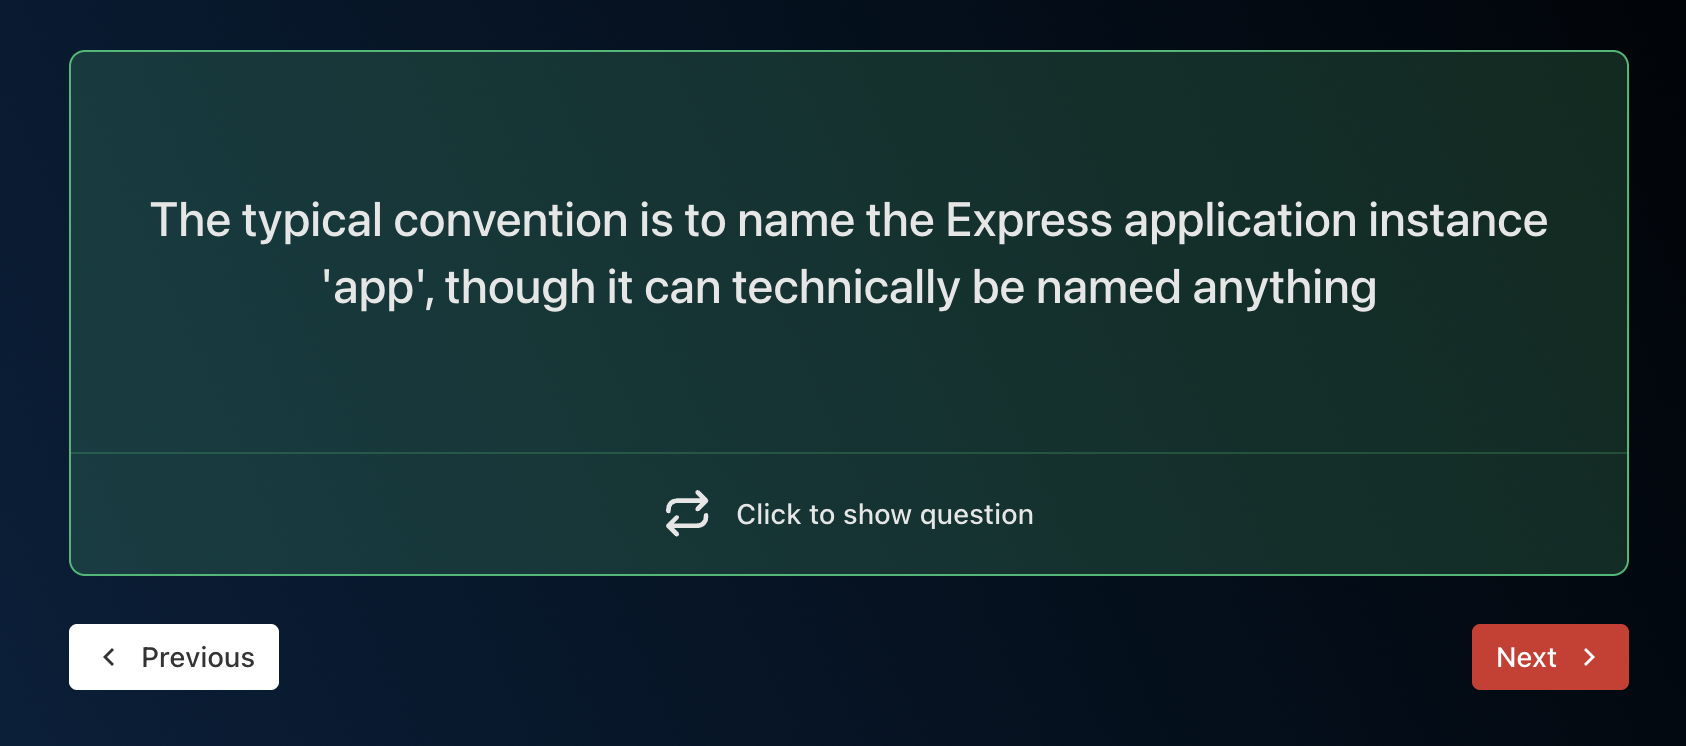 The typical convention is to name the Express application instance
'app', though it can technically be named anything
Click to show question
Previous
Next